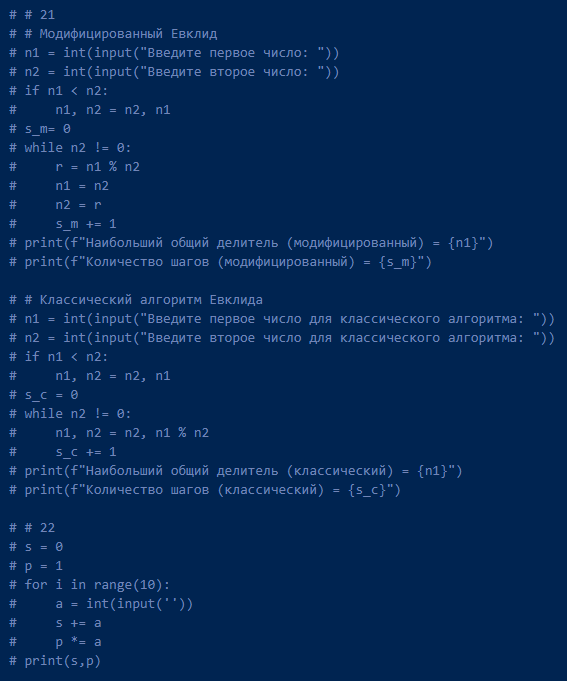 # # 21
# # Модифицированный Евклид
# n1 = int(input("Введите первое число: "))
# n2 = int(input("Введите второе число: "))
# if n1 < n2:
#     n1, n2 = n2, n1
# s_m= 0
# while n2 != 0:
#     r = n1 % n2
#     n1 = n2
#     n2 = r
#     s_m += 1
# print(f"Наибольший общий делитель (модифицированный) = {n1}")
# print(f"Количество шагов (модифицированный) = {s_m}")

# # Классический алгоритм Евклида
# n1 = int(input("Введите первое число для классического алгоритма: "))
# n2 = int(input("Введите второе число для классического алгоритма: "))
# if n1 < n2:
#     n1, n2 = n2, n1
# s_c = 0
# while n2 != 0:
#     n1, n2 = n2, n1 % n2
#     s_c += 1
# print(f"Наибольший общий делитель (классический) = {n1}")
# print(f"Количество шагов (классический) = {s_c}")

# # 22
# s = 0
# p = 1
# for i in range(10):
#     a = int(input(''))
#     s += a
#     p *= a
# print(s,p)